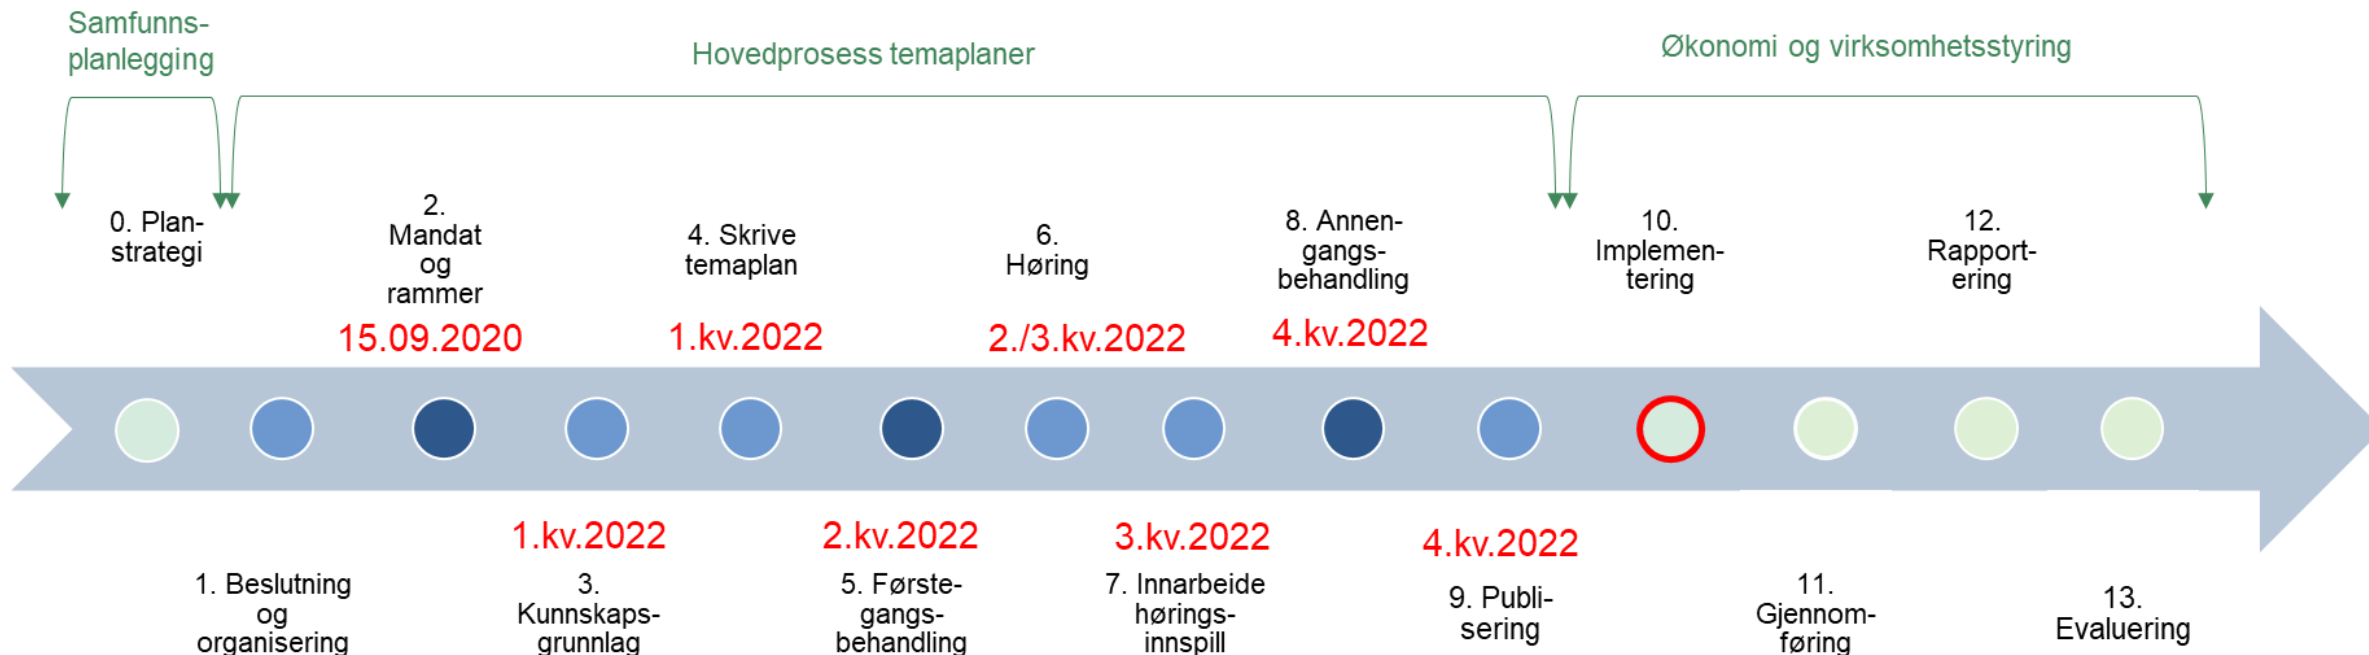 Samfunns-
planlegging
Hovedprosess temaplaner
Økonomi og virksomhetsstyring
0. Plan-
strategi
2.
Mandat
og
rammer
4. Skrive
temaplan
6.
Høring
8. Annen-
gangs-
behandling
10.
Implemen-
tering
12.
Rapport-
ering
15.09.2020
1.kv.2022
2./3.kv.2022
4.kv.2022
1.kv.2022
2.kv.2022
3.kv.2022
4.kv.2022
1. Beslutning
og
organisering
3.
Kunnskaps-
grunnlag
5. Første-
gangs-
behandling
7. Innarbeide
hørings-
innspill
9. Publi-
sering
11.
Gjennom-
føring
13.
Evaluering